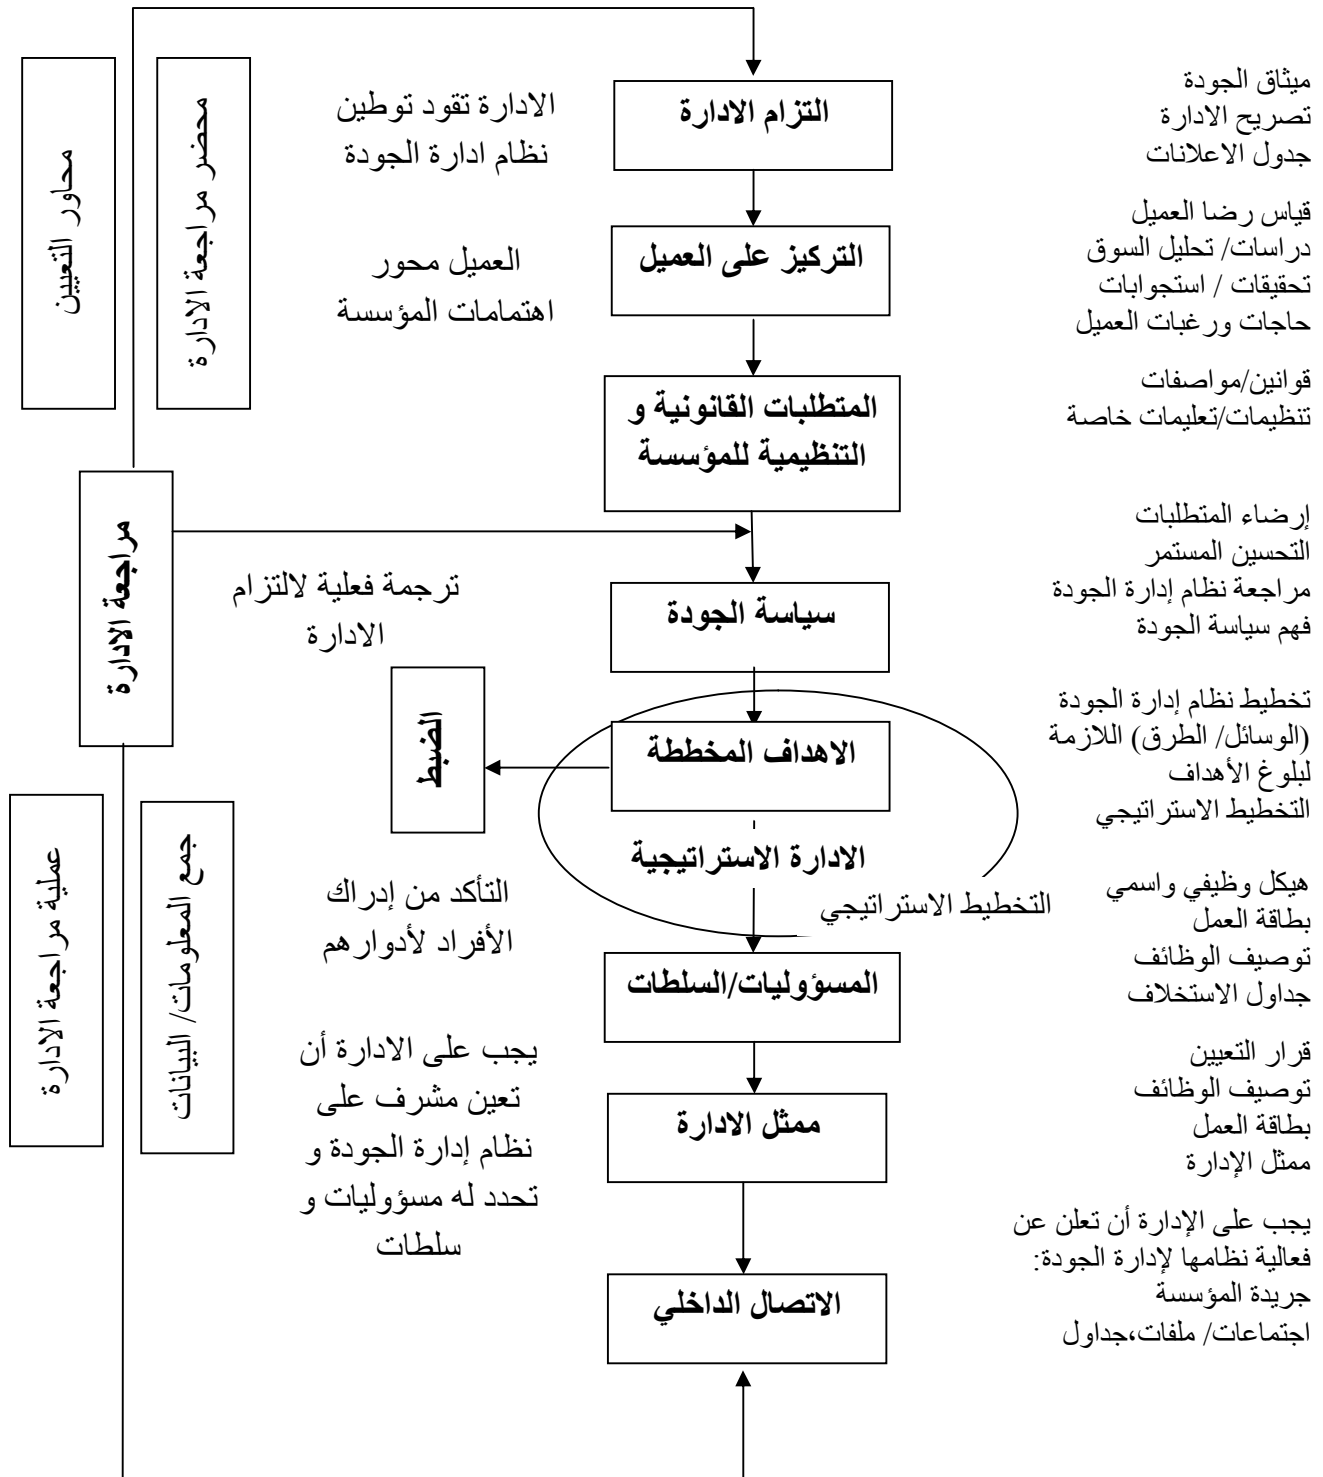 ميثاق الجودة
تصريح الادارة
جدول الاعلانات
التزام الادارة
الادارة تقود توطين
نظام ادارة الجودة
محضر مراجعة الادارة
محاور التعيين
قياس رضا العميل
دراسات/ تحليل السوق
تحقيقات / استجوابات
حاجات ورغبات العميل
التركيز على العميل
العميل محور
اهتمامات المؤسسة
قوانين/مواصفات
تنظيمات/تعليمات خاصة
المتطلبات القانونية و
التنظيمية للمؤسسة
مراجعة الادارة
إرضاء المتطلبات
التحسين المستمر
مراجعة نظام إدارة الجودة
فهم سياسة الجودة
سياسة الجودة
ترجمة فعلية لالتزام
الادارة
تخطيط نظام إدارة الجودة
(الوسائل/ الطرق) اللازمة
لبلوغ الأهداف
التخطيط الاستراتيجي
الاهداف المخططة
الضبط
الادارة الاستراتيجية
التخطيط الاستراتيجي
هيكل وظيفي واسمي
بطاقة العمل
توصيف الوظائف
جداول الاستخلاف
المسؤوليات/السلطات
التأكد من إدراك
الأفراد لأدوارهم
جمع المعلومات/ البيانات
عملية مراجعة الادارة
قرار التعيين
توصيف الوظائف
بطاقة العمل
ممثل الإدارة
ممثل الادارة
يجب على الادارة أن
تعين مشرف على
نظام إدارة الجودة و
تحدد له مسؤوليات و
سلطات
يجب على الإدارة أن تعلن عن
فعالية نظامها لإدارة الجودة:
جريدة المؤسسة
اجتماعات/ ملفات،جداول
الاتصال الداخلي